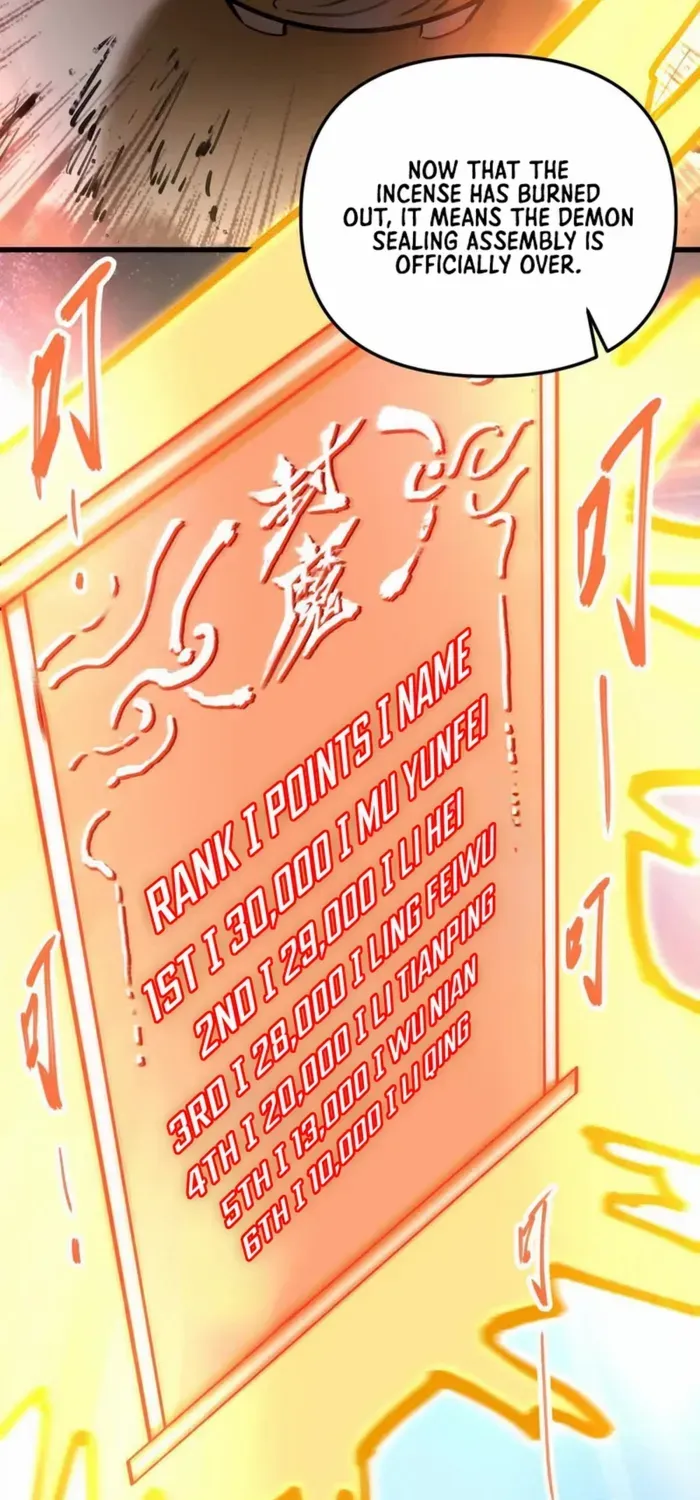 NOW THAT THE
INCENSE HAS BURNED
OUT, IT MEANS THE DEMON
SEALING ASSEMBLY IS
OFFICIALLY OVER.
叮
叮
封
魔
RANK I POINTS I NAME
1ST I 30,000 I MU YUNFEI
2ND I 29,000 I LI HEI
3RD I 28,000 I LING FEIWU
4TH I 20,000 I LI TIANPING
5TH I 13,000 I WU NIAN
6TH I 10,000 I LI QING
叮
叮
叮